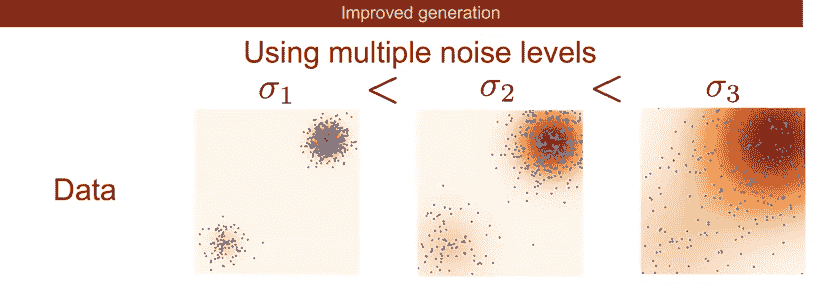 Improved generation
Using multiple noise levels
σ₁ < σ₂ < σ₃
Data